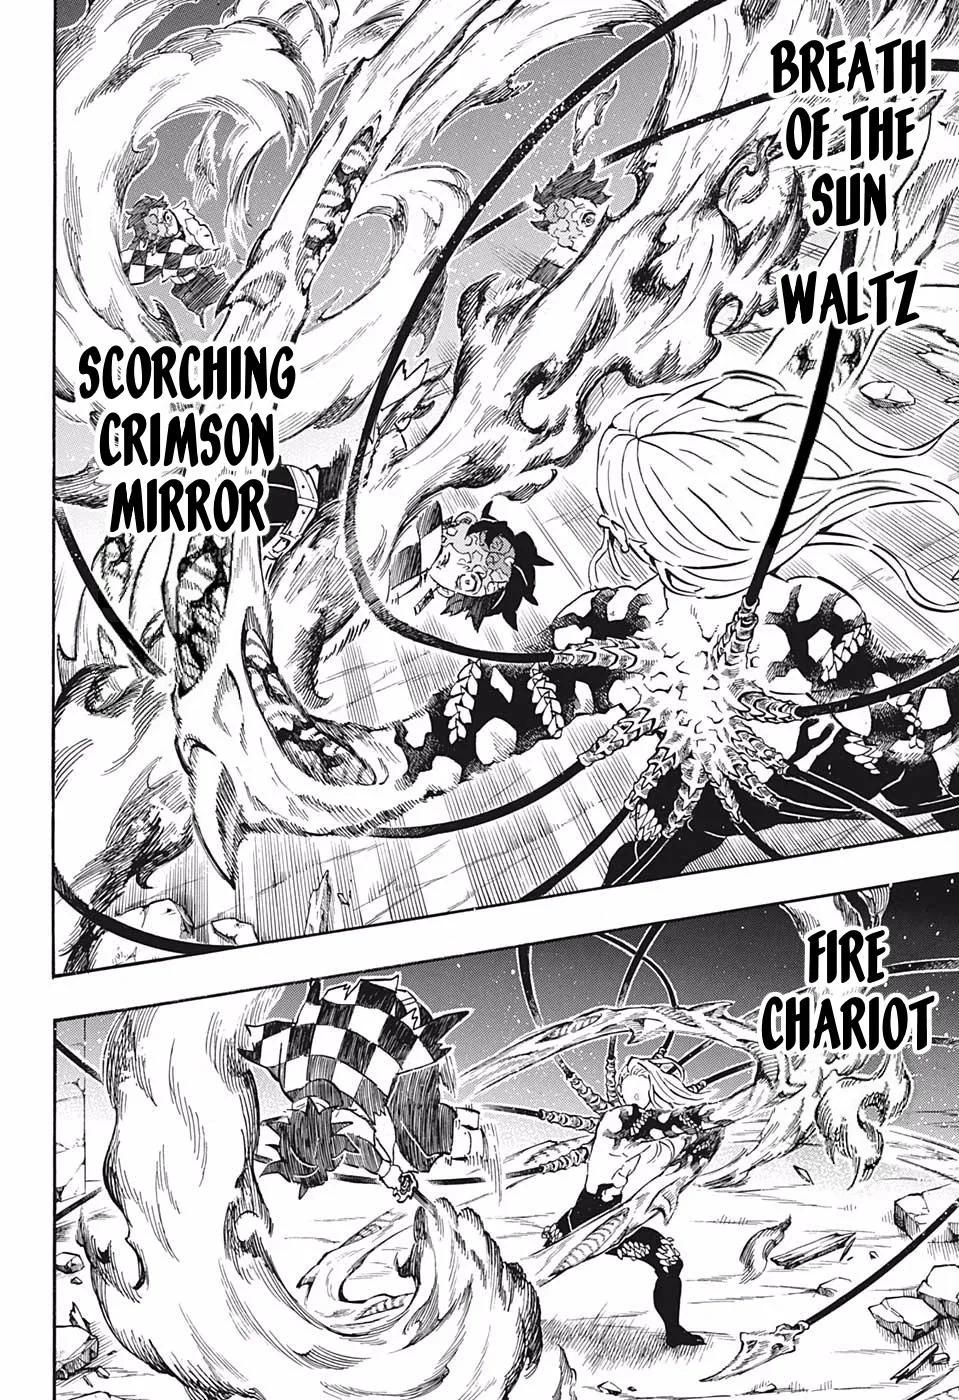 BREATH
OF THE
SUN
WALTZ
SCORCHING
CRIMSON
MIRROR
FIRE
CHARIOT